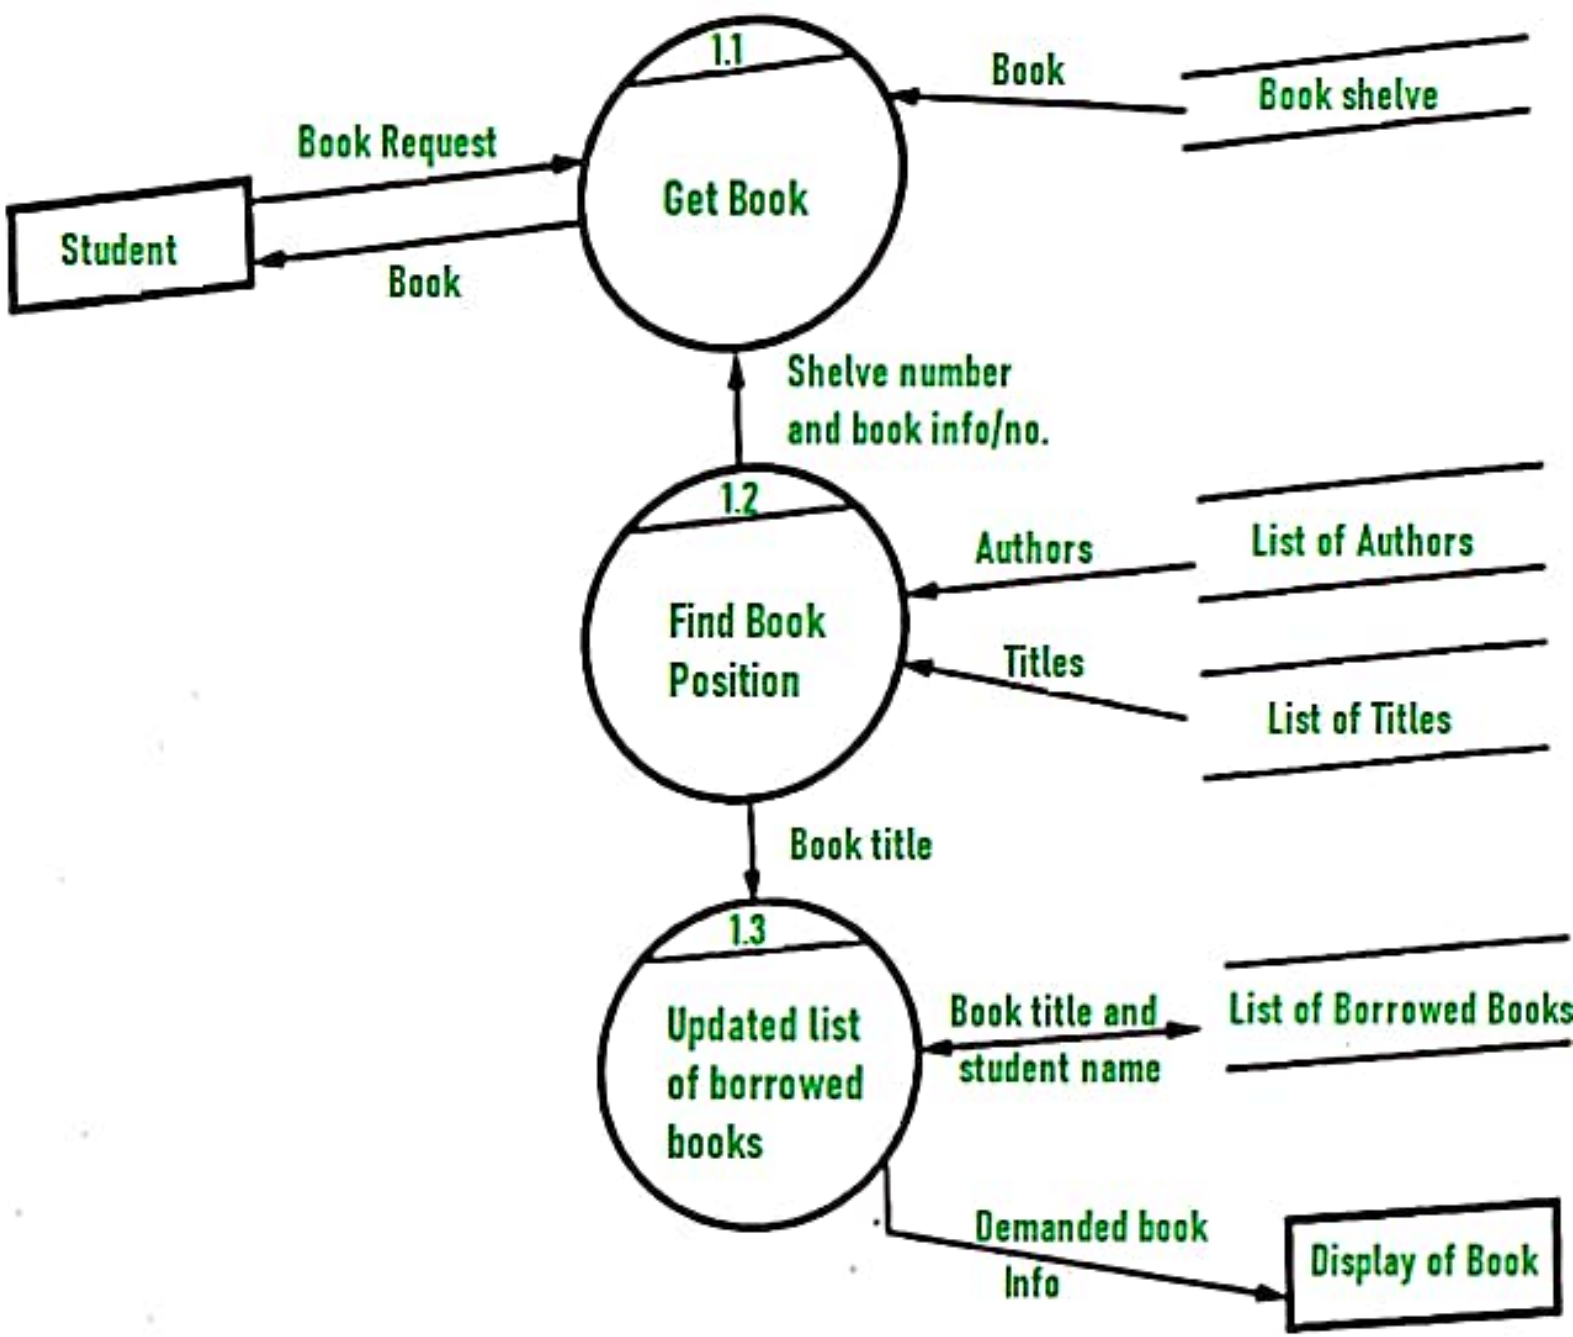 1.1
Book
Book shelve
Book Request
Get Book
Student
Book
Shelve number
and book info/no.
1.2
Authors
List of Authors
Find Book
Position
Titles
List of Titles
Book title
1.3
Updated list
of borrowed
books
Book title and
student name
List of Borrowed Books
Demanded book
Info
Display of Book